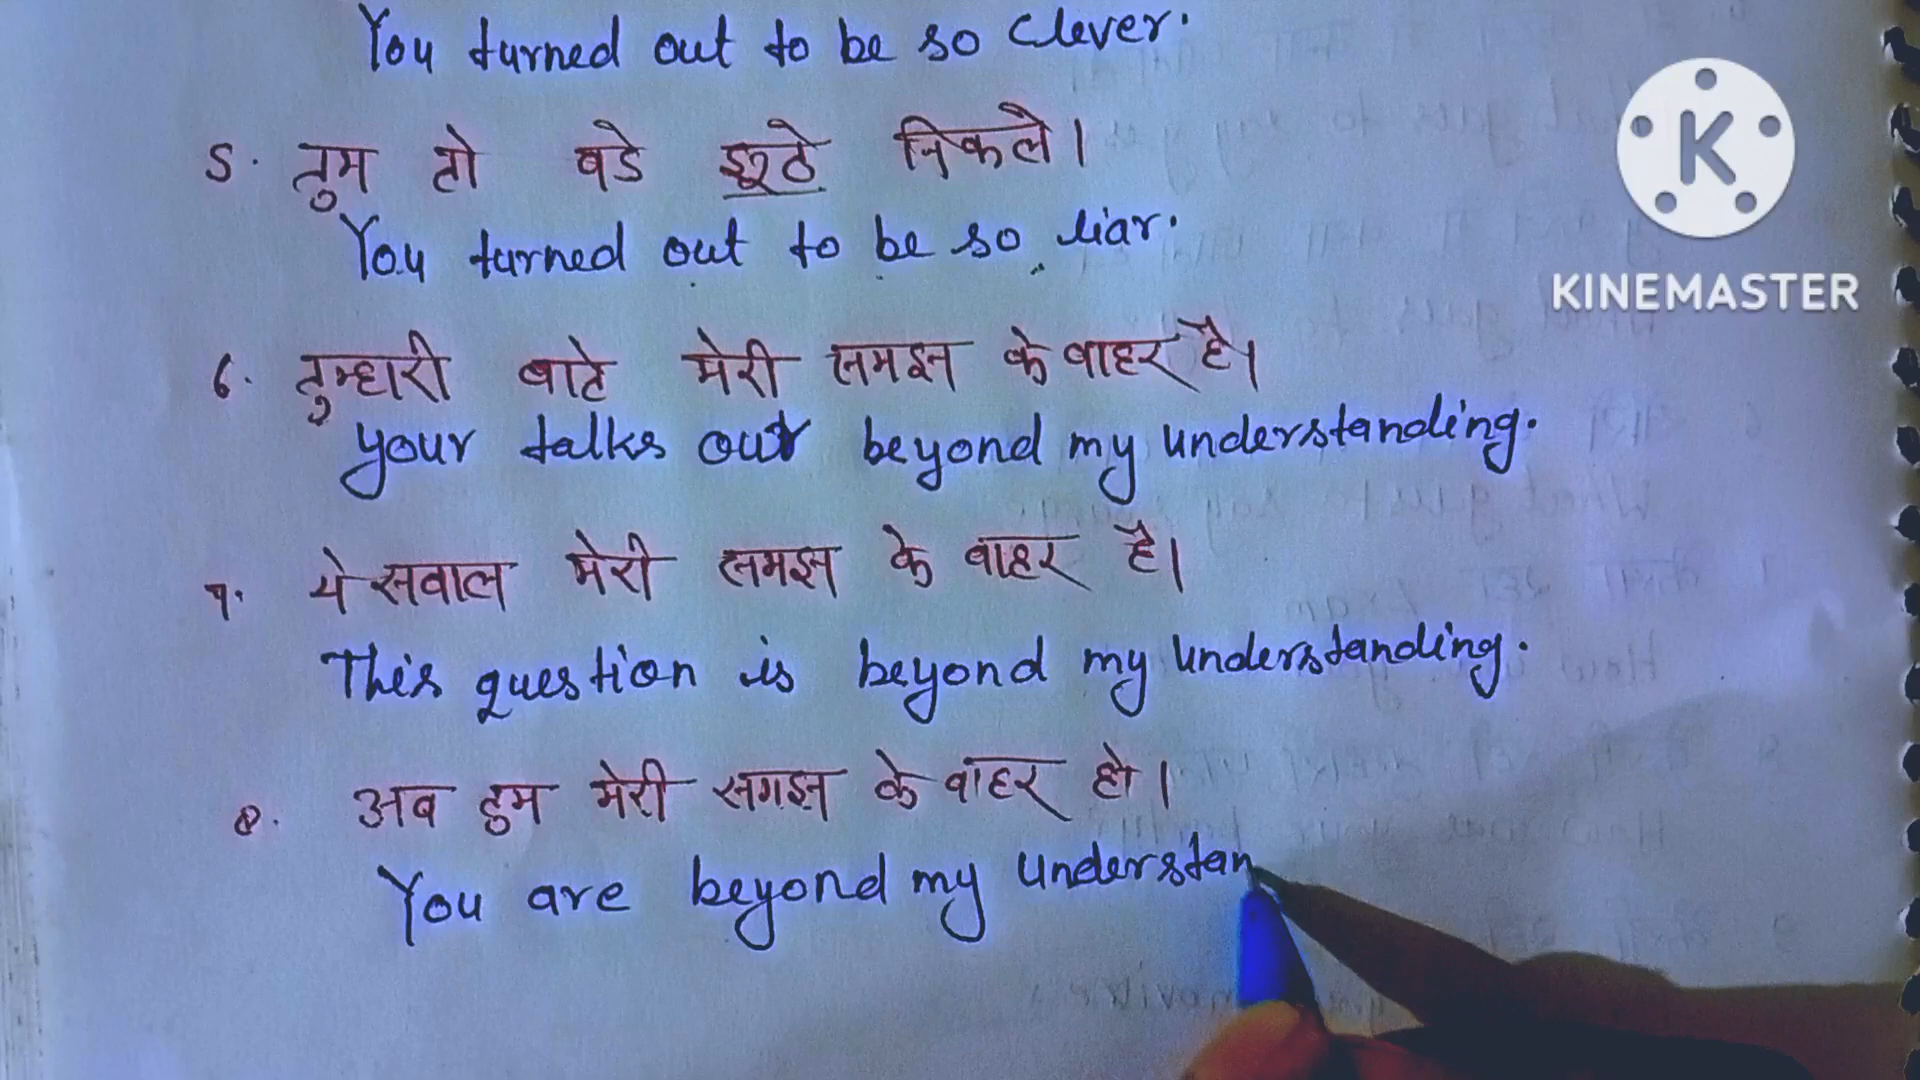 You turned out to be so clever.
5. तुम तो बडे झूठे निकले।
You turned out to be so liar.
6. तुम्हारी बाते मेरी समझ के बाहर है।
your talks out beyond my understanding.
7. ये सवाल मेरी समझ के बाहर है।
This question is beyond my understanding.
8. अब तुम मेरी समझ के बाहर हो।
You are beyond my understan
K
KINEMASTER